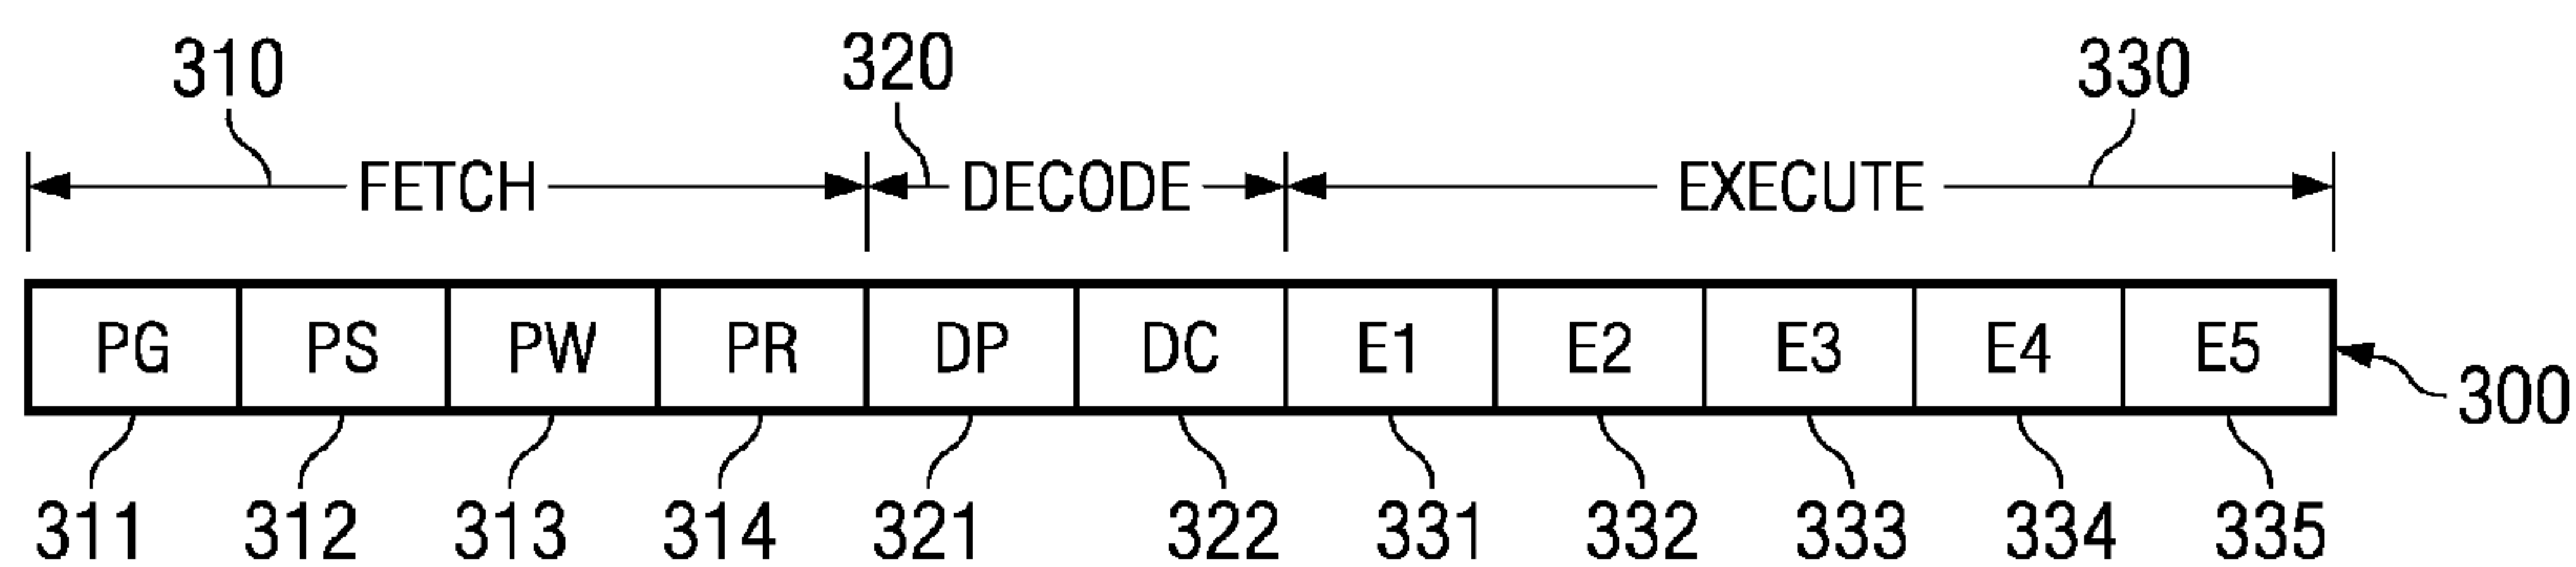 310 320 330
FETCH DECODE EXECUTE
PG PS PW PR DP DC E1 E2 E3 E4 E5
300
311 312 313 314 321 322 331 332 333 334 335